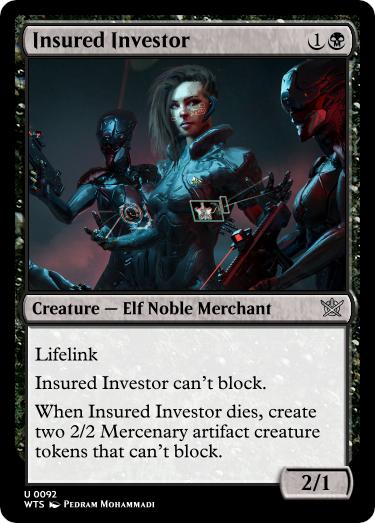 Insured Investor 1
Creature — Elf Noble Merchant
Lifelink
Insured Investor can't block.
When Insured Investor dies, create
two 2/2 Mercenary artifact creature
tokens that can't block.
2/1
U 0092
WTS Pedram Mohammadi